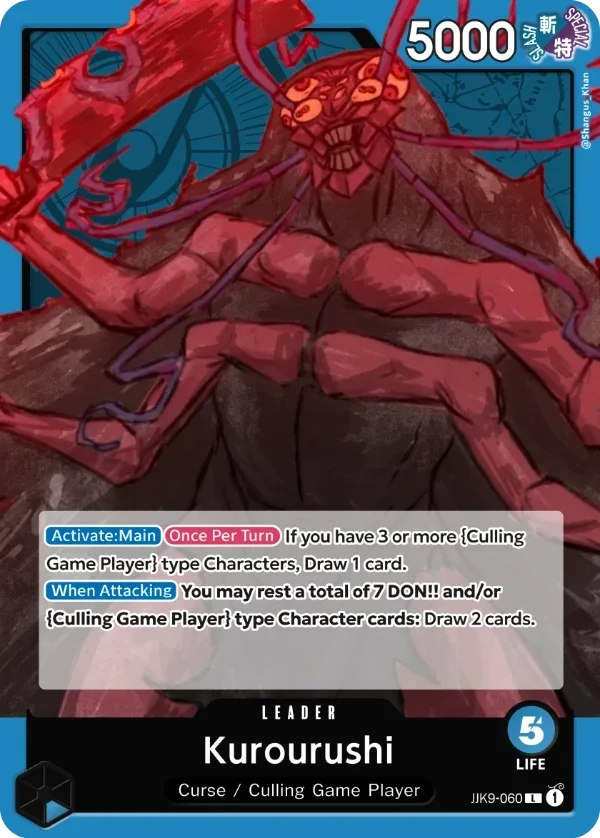 5000
斬
特
SLASH
SPECIAL
@Shangus_Khan
Activate:Main Once Per Turn If you have 3 or more {Culling
Game Player} type Characters, Draw 1 card.
When Attacking You may rest a total of 7 DON!! and/or
{Culling Game Player} type Character cards: Draw 2 cards.
LEADER
Kurourushi
5
LIFE
Curse / Culling Game Player
JJK9-060 L 1